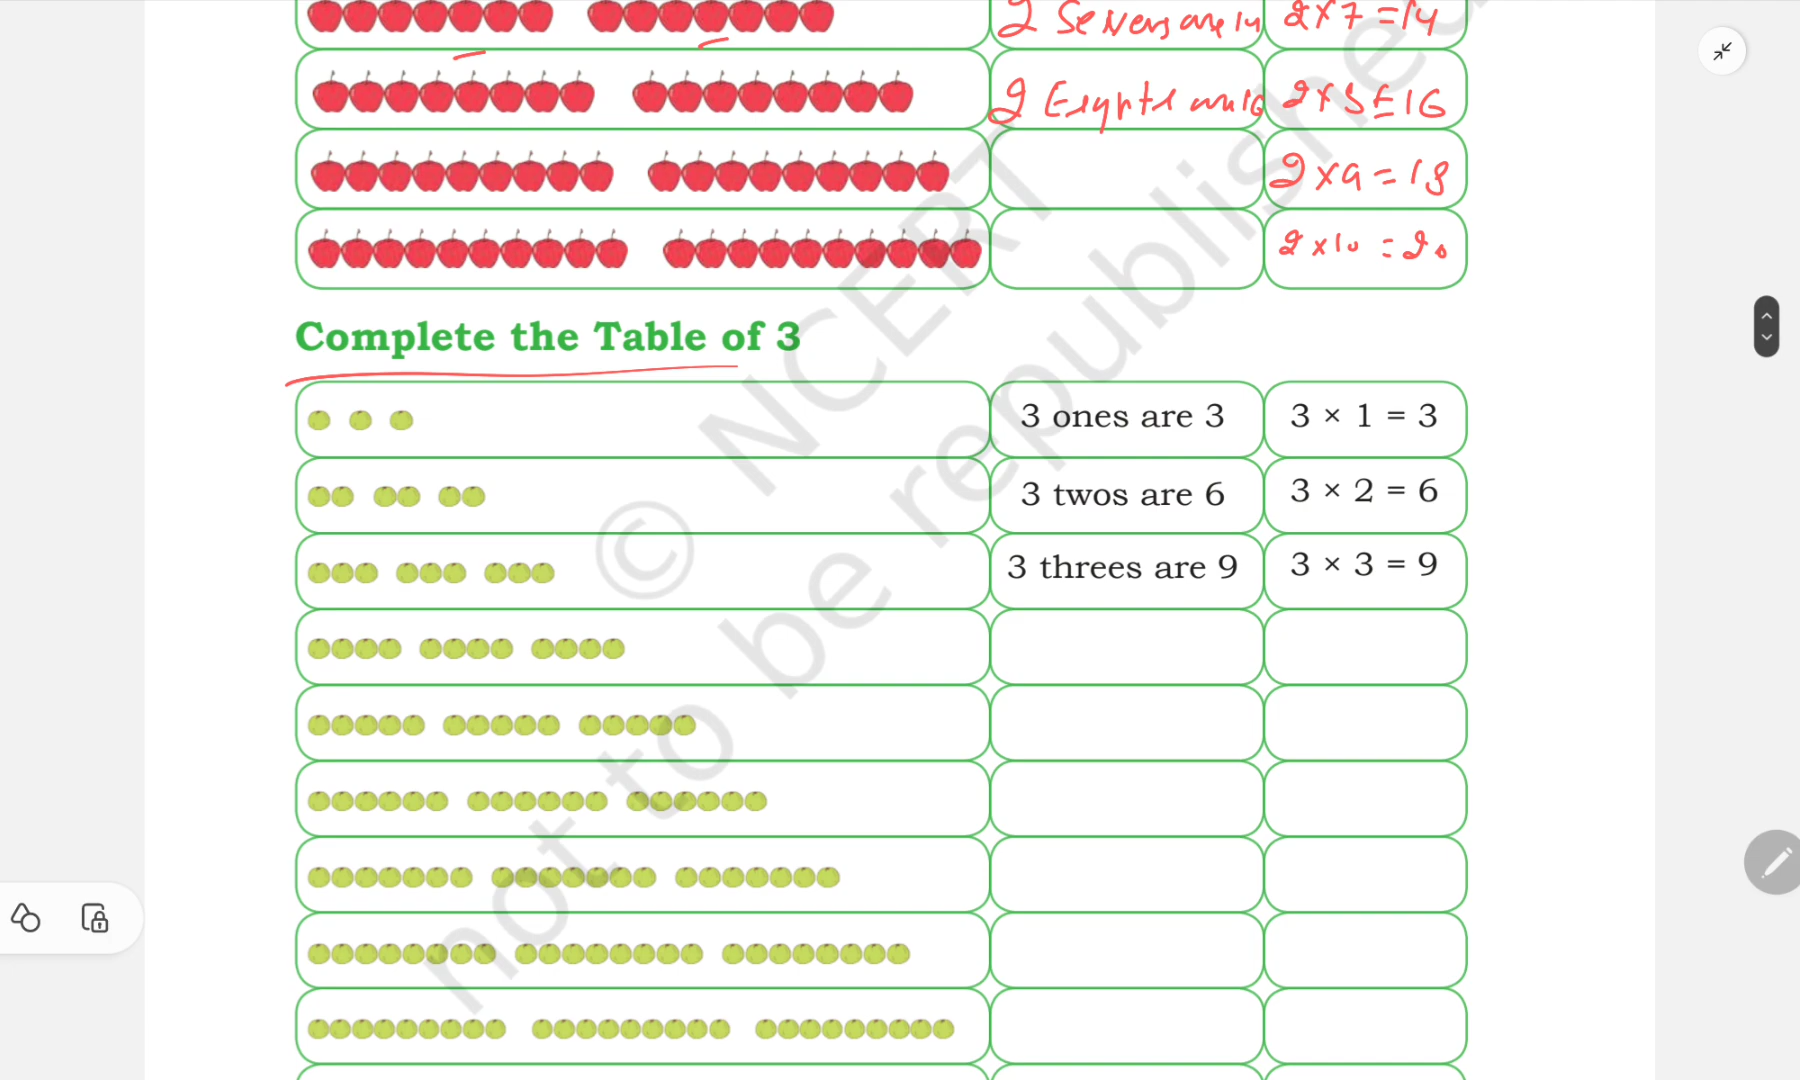 2 Sevens are 14 2 x 7 = 14
2 are 16 2 x 8 = 16
2 x 9 = 18
2 x 10 = 20
Complete the Table of 3
3 ones are 3 3 × 1 = 3
3 twos are 6 3 × 2 = 6
3 threes are 9 3 × 3 = 9
© NCERT
not to be republished